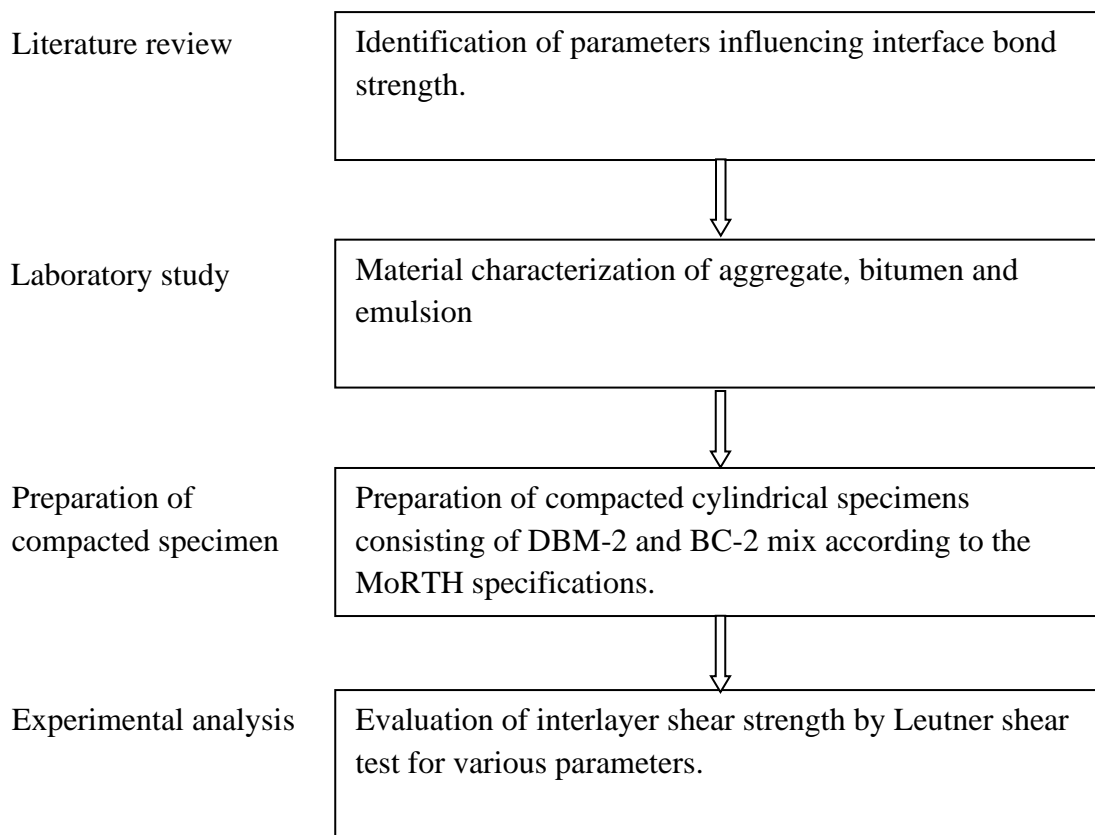 Literature review
Identification of parameters influencing interface bond
strength.
Laboratory study
Material characterization of aggregate, bitumen and
emulsion
Preparation of
compacted specimen
Preparation of compacted cylindrical specimens
consisting of DBM-2 and BC-2 mix according to the
MoRTH specifications.
Experimental analysis
Evaluation of interlayer shear strength by Leutner shear
test for various parameters.